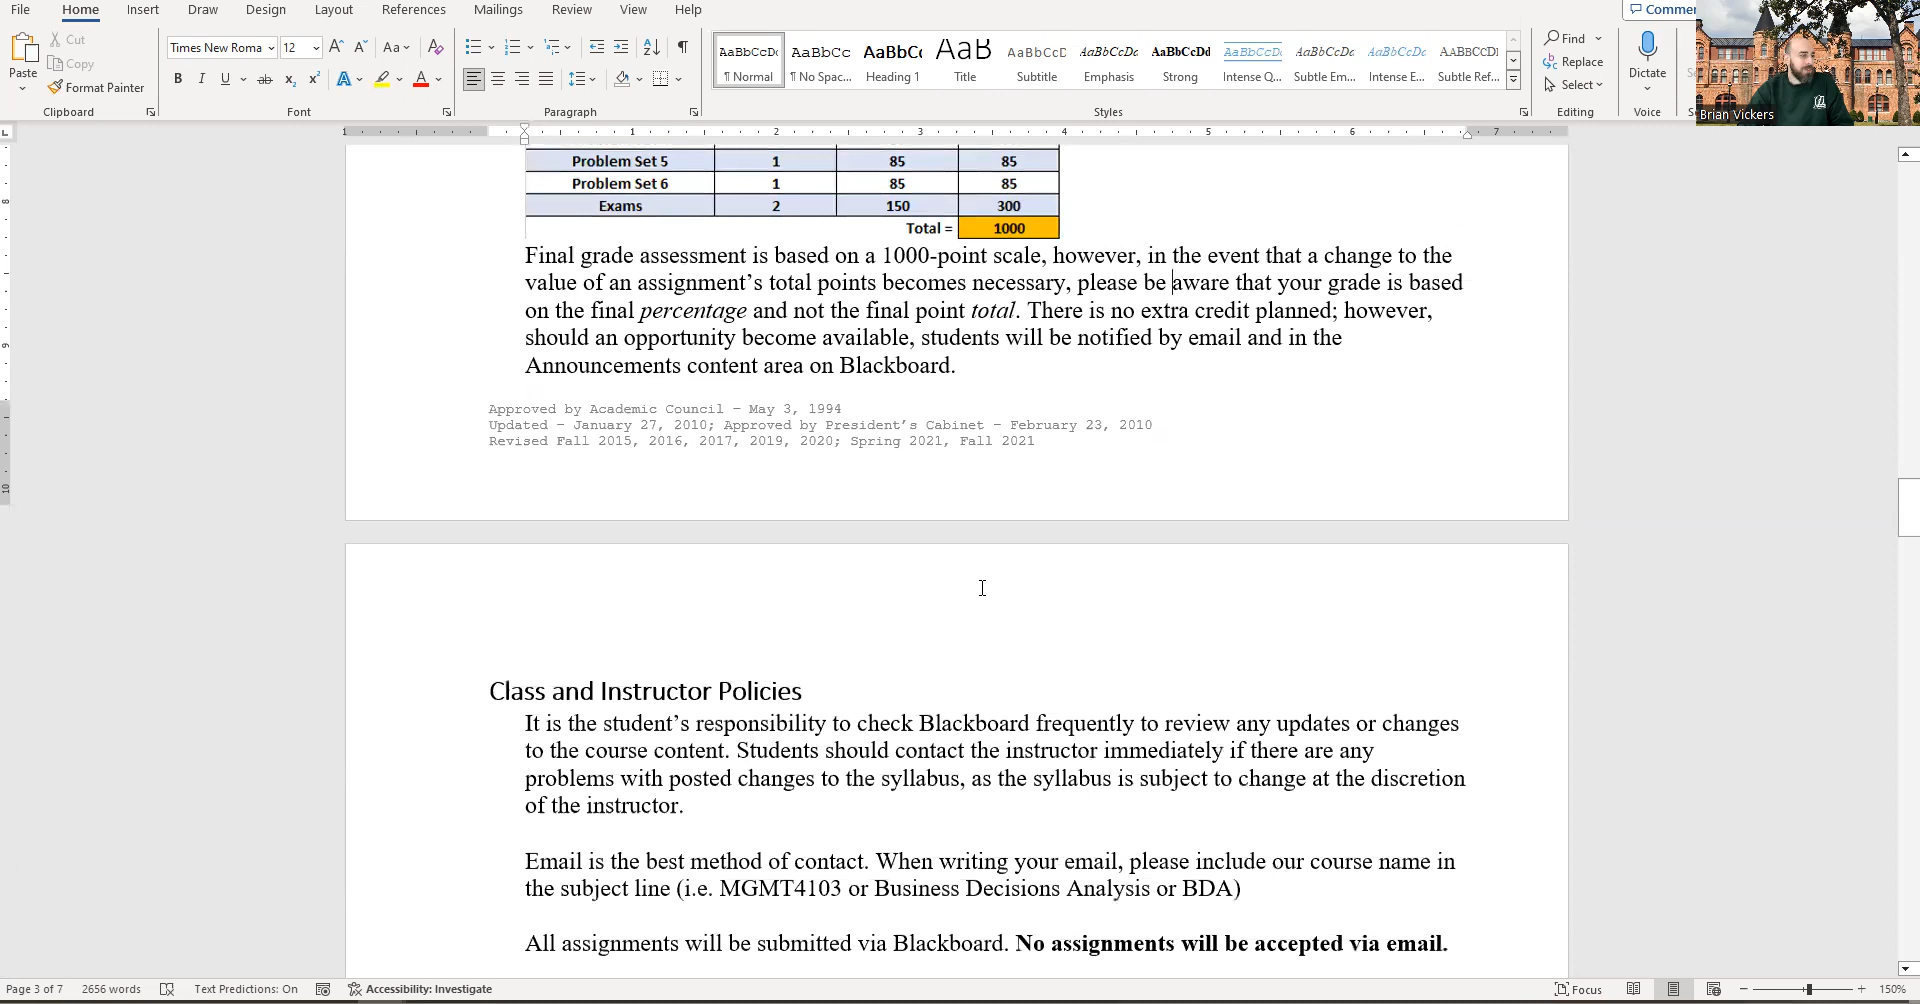 File Home Insert Draw Design Layout References Mailings Review View Help
Paste
Cut
Copy
Format Painter
Clipboard
Times New Roma 12
Font
Paragraph
AaBbCcDc AaBbCc AaBbCc AaB AaBbCcD AaBbCcDc AaBbCcDd AaBbCcDc AaBbCcDc AaBbCcDc AABBCCDI
¶ Normal ¶ No Spac... Heading 1 Title Subtitle Emphasis Strong Intense Q... Subtle Em... Intense E... Subtle Ref...
Styles
Find
Replace
Select
Editing
Dictate
Voice
Brian Vickers
1 1 2 3 4 5 6 7
Problem Set 5 1 85 85
Problem Set 6 1 85 85
Exams 2 150 300
Total = 1000
Final grade assessment is based on a 1000-point scale, however, in the event that a change to the
value of an assignment’s total points becomes necessary, please be aware that your grade is based
on the final percentage and not the final point total. There is no extra credit planned; however,
should an opportunity become available, students will be notified by email and in the
Announcements content area on Blackboard.
Approved by Academic Council – May 3, 1994
Updated – January 27, 2010; Approved by President’s Cabinet – February 23, 2010
Revised Fall 2015, 2016, 2017, 2019, 2020; Spring 2021, Fall 2021
Class and Instructor Policies
It is the student’s responsibility to check Blackboard frequently to review any updates or changes
to the course content. Students should contact the instructor immediately if there are any
problems with posted changes to the syllabus, as the syllabus is subject to change at the discretion
of the instructor.
Email is the best method of contact. When writing your email, please include our course name in
the subject line (i.e. MGMT4103 or Business Decisions Analysis or BDA)
All assignments will be submitted via Blackboard. No assignments will be accepted via email.
Page 3 of 7 2656 words Text Predictions: On Accessibility: Investigate Focus 150%